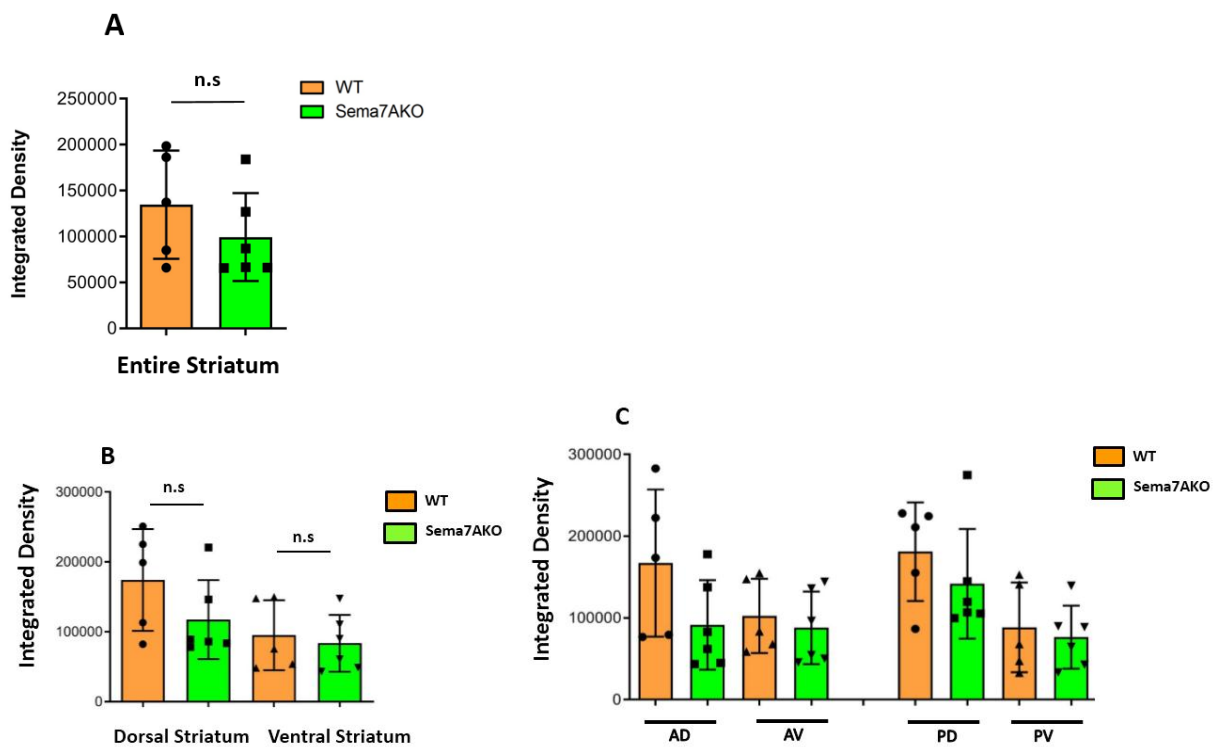 A
n.s
WT
Sema7AKO
250000
200000
150000
100000
50000
0
Integrated Density
Entire Striatum
B
n.s
n.s
WT
Sema7AKO
300000
200000
100000
0
Integrated Density
Dorsal Striatum
Ventral Striatum
C
WT
Sema7AKO
300000
200000
100000
0
Integrated Density
AD
AV
PD
PV